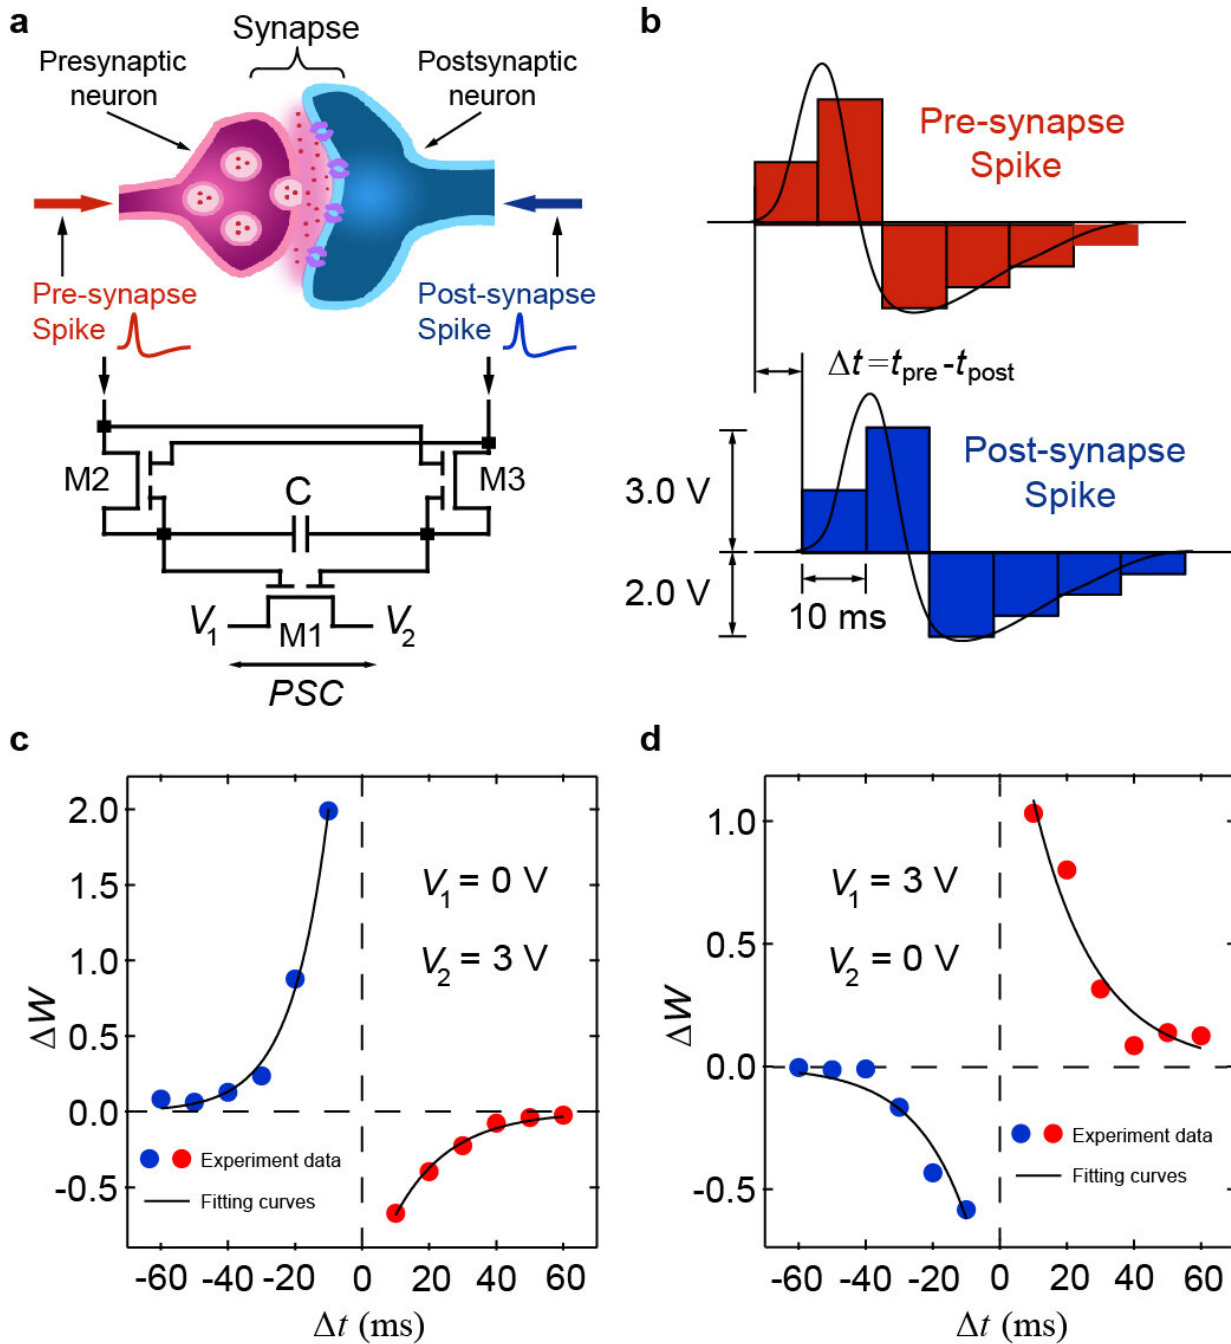 a
Synapse
Presynaptic
neuron
Postsynaptic
neuron
Pre-synapse
Spike
Post-synapse
Spike
M2
C
M3
V1
M1
V2
PSC
b
Pre-synapse
Spike
Δt=tpre-tpost
Post-synapse
Spike
3.0 V
2.0 V
10 ms
c
2.0
1.5
1.0
0.5
0.0
-0.5
ΔW
V1 = 0 V
V2 = 3 V
Experiment data
Fitting curves
-60 -40 -20 0 20 40 60
Δt (ms)
d
1.0
0.5
0.0
-0.5
ΔW
V1 = 3 V
V2 = 0 V
Experiment data
Fitting curves
-60 -40 -20 0 20 40 60
Δt (ms)